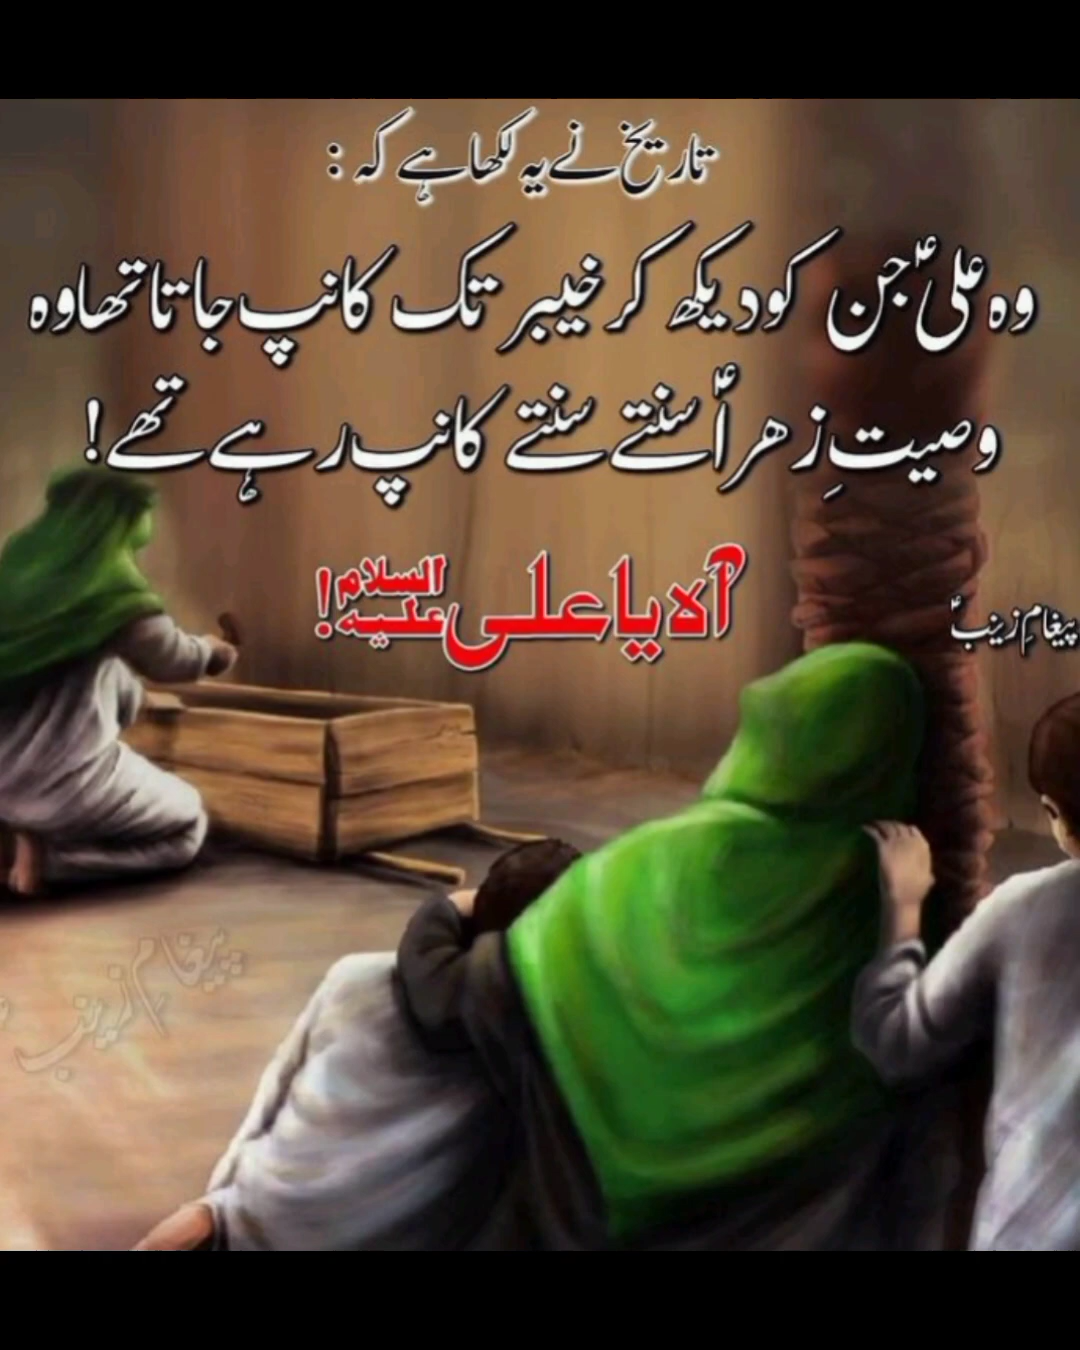 تاریخ نے یہ لکھا ہے کہ :
وہ علیؑ جن کو دیکھ کر خیبر تک کانپ جاتا تھا وہ
وصیتِ زھراؑ سنتے سنتے کانپ رہے تھے!
آہ یا علی علیہ السلام!
پیغامِ زینبؑ
پیغامِ زینبؑ